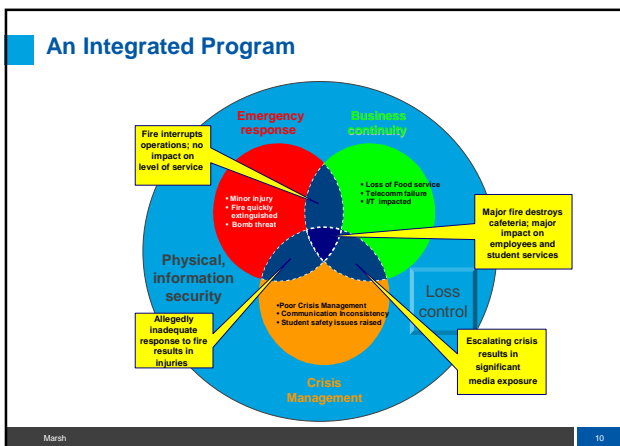 An Integrated Program
Emergency
response
Business
continuity
Fire interrupts
operations; no
impact on
level of service
• Minor injury
• Fire quickly
extinguished
• Bomb threat
• Loss of Food service
• Telecomm failure
• I/T impacted
Major fire destroys
cafeteria; major
impact on
employees and
student services
Physical,
information
security
Loss
control
•Poor Crisis Management
• Communication Inconsistency
• Student safety issues raised
Allegedly
inadequate
response to fire
results in
injuries
Escalating crisis
results in
significant
media exposure
Crisis
Management
Marsh
10